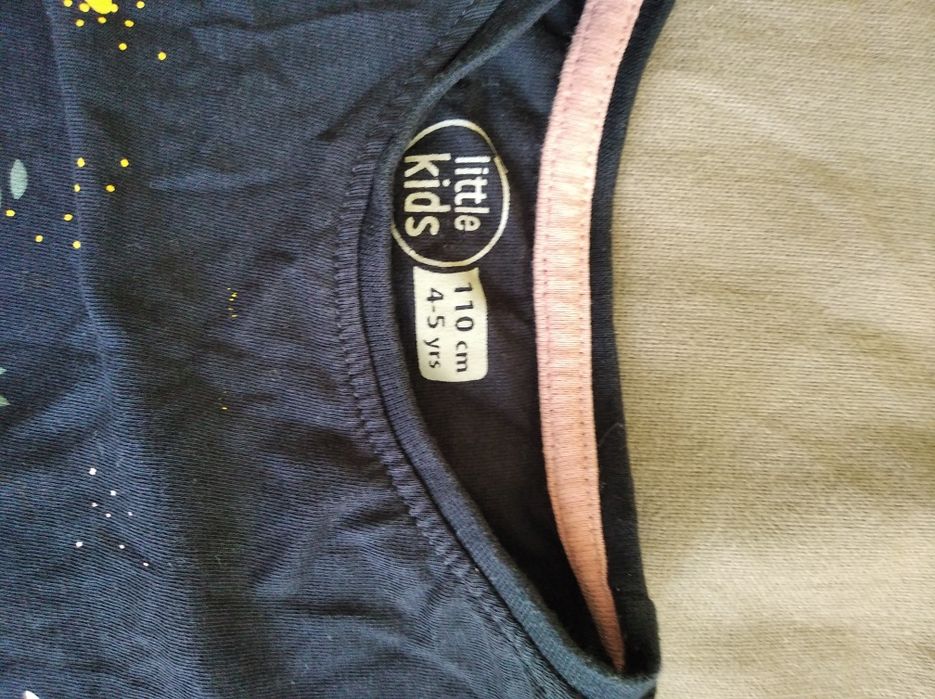 little
kids
110 cm
4-5 yrs